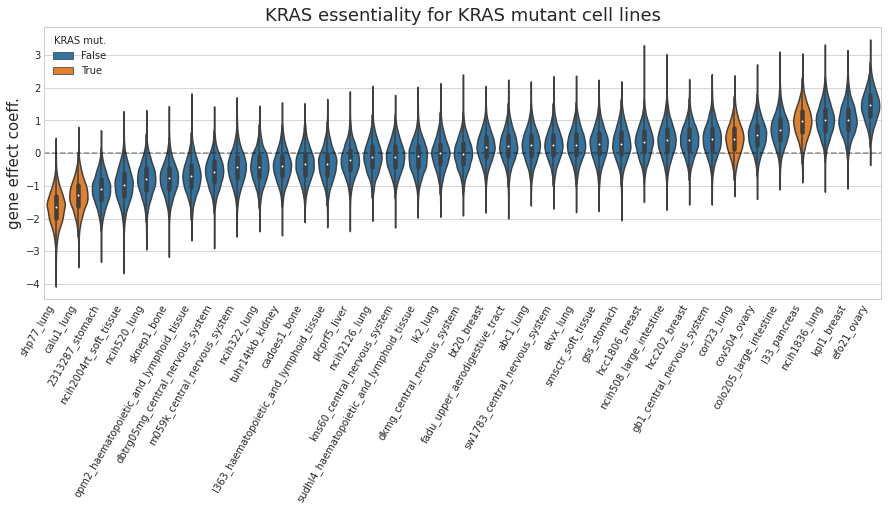 KRAS essentiality for KRAS mutant cell lines
gene effect coeff.
KRAS mut.
False
True
3
2
1
0
−1
−2
−3
−4
shp77_lung
calu1_lung
2313287_stomach
ncih2004rt_soft_tissue
ncih520_lung
sknep1_bone
opm2_haematopoietic_and_lymphoid_tissue
dbtrg05mg_central_nervous_system
m059k_central_nervous_system
ncih322_lung
tuhr14tkb_kidney
cadoes1_bone
l363_haematopoietic_and_lymphoid_tissue
plcprf5_liver
ncih2126_lung
kns60_central_nervous_system
sudhl4_haematopoietic_and_lymphoid_tissue
lk2_lung
dkmg_central_nervous_system
bt20_breast
fadu_upper_aerodigestive_tract
abc1_lung
sw1783_central_nervous_system
ekvx_lung
smsctr_soft_tissue
gss_stomach
hcc1806_breast
ncih508_large_intestine
hcc202_breast
gb1_central_nervous_system
corl23_lung
cov504_ovary
colo205_large_intestine
l33_pancreas
ncih1836_lung
kpl1_breast
efo21_ovary